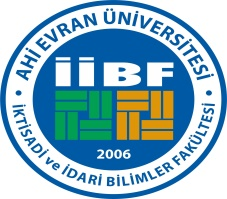 AHİ EVRAN ÜNİVERSİTESİ
İİBF
2006
İKTİSADİ ve İDARİ BİLİMLER FAKÜLTESİ